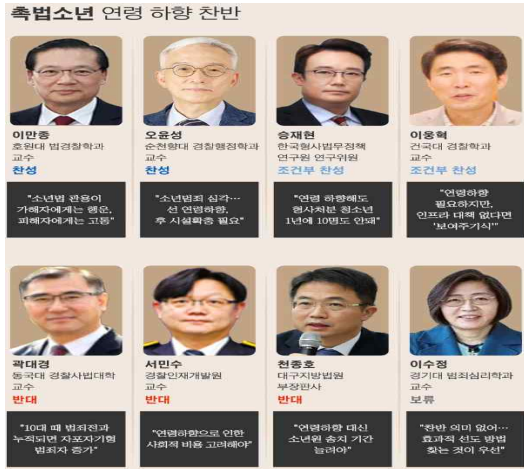 촉법소년 연령 하향 찬반
이만종
호원대 법경찰학과
교수
찬성
"소년법 관용이
가해자에게는 행운,
피해자에게는 고통"
오윤성
순천향대 경찰행정학과
교수
찬성
"소년범죄 심각…
선 연령하향,
후 시설확충 필요"
승재현
한국형사법무정책
연구원 연구위원
조건부 찬성
"연령 하향해도
형사처분 청소년
1년에 10명도 안돼"
이웅혁
건국대 경찰학과
교수
조건부 찬성
"연령하향
필요하지만,
인프라 대책 없다면
'보여주기식'"
곽대경
동국대 경찰사법대학
교수
반대
"10대 때 범죄전과
누적되면 자포자기형
범죄자 증가"
서민수
경찰인재개발원
교수
반대
"연령하향으로 인한
사회적 비용 고려해야"
천종호
대구지방법원
부장판사
반대
"연령하향 대신
소년원 송치 기간
늘려야"
이수정
경기대 범죄심리학과
교수
보류
"찬반 의미 없어…
효과적 선도 방법
찾는 것이 우선"